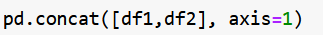 pd.concat([df1,df2], axis=1)